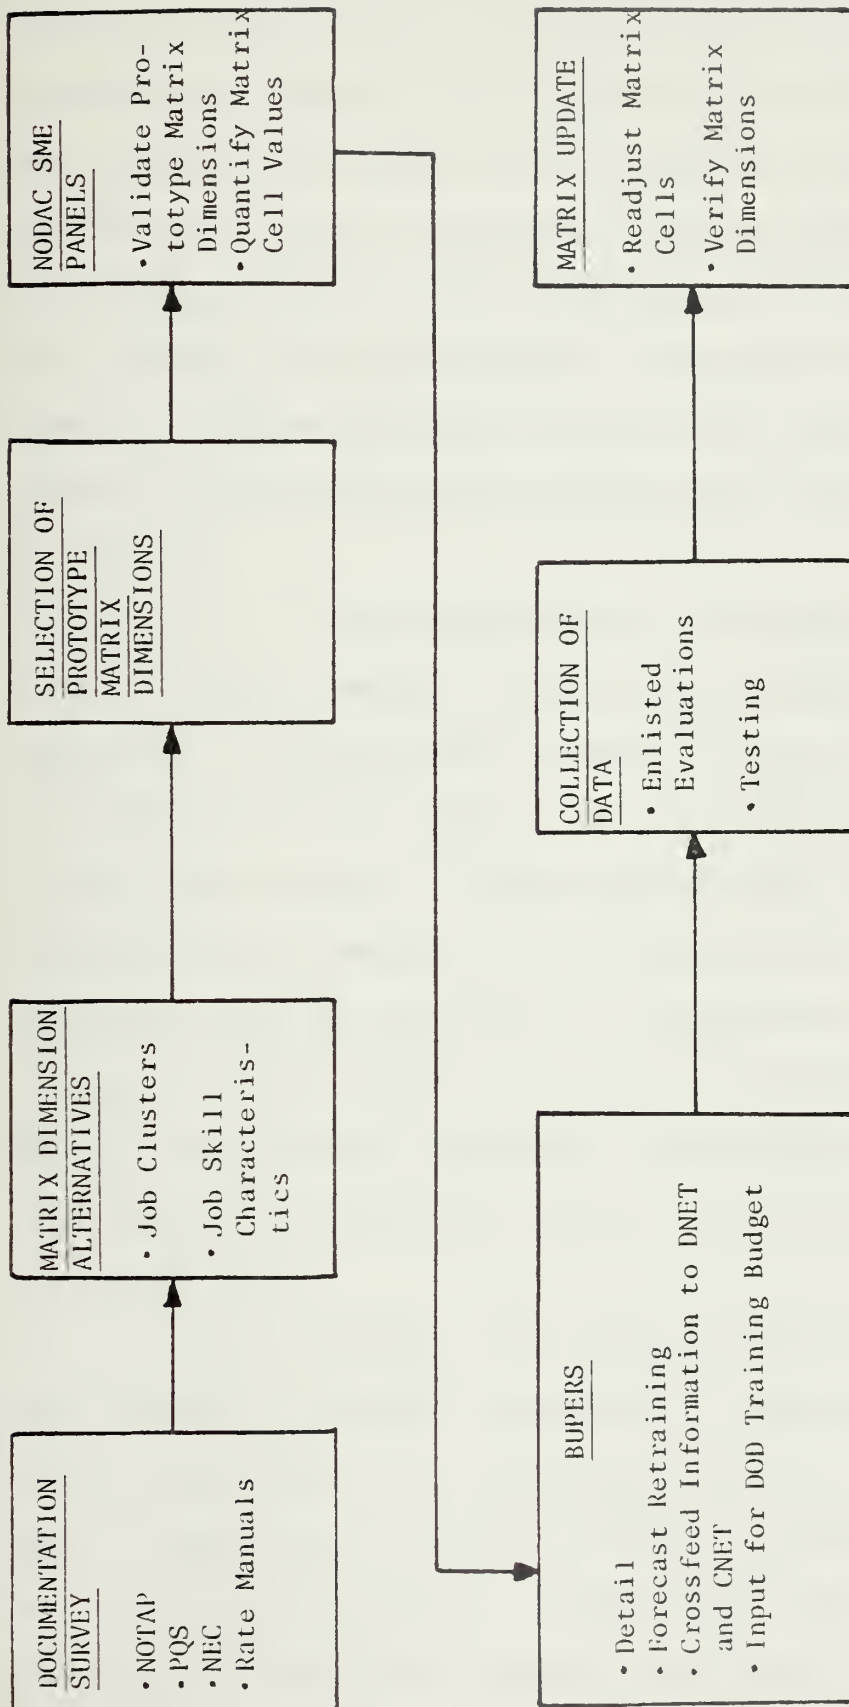 DOCUMENTATION
SURVEY
• NOTAP
• PQS
• NEC
• Rate Manuals
MATRIX DIMENSION
ALTERNATIVES
• Job Clusters
• Job Skill
Characteris-
tics
SELECTION OF
PROTOTYPE
MATRIX
DIMENSIONS
NODAC SME
PANELS
• Validate Pro-
totype Matrix
Dimensions
• Quantify Matrix
Cell Values
BUPERS
• Detail
• Forecast Retraining
• Crossfeed Information to DNET
and CNET
• Input for DOD Training Budget
COLLECTION OF
DATA
• Enlisted
Evaluations
• Testing
MATRIX UPDATE
• Readjust Matrix
Cells
• Verify Matrix
Dimensions